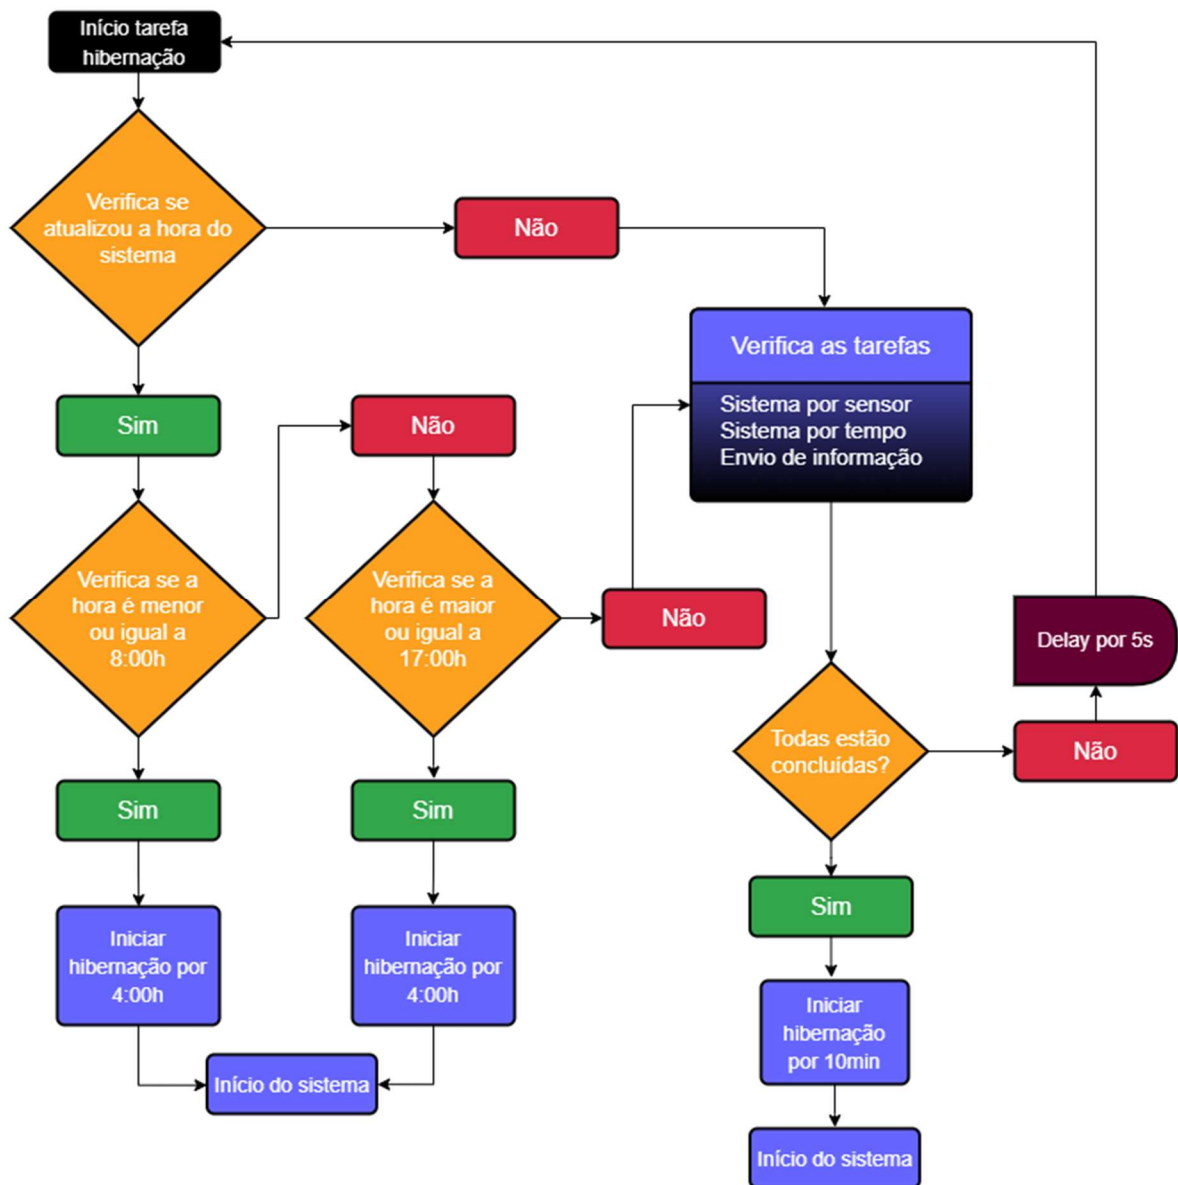 Início tarefa
hibernação
Verifica se
atualizou a hora do
sistema
Não
Verifica as tarefas
Sistema por sensor
Sistema por tempo
Envio de informação
Sim
Não
Verifica se a
hora é menor
ou igual a
8:00h
Verifica se a
hora é maior
ou igual a
17:00h
Não
Delay por 5s
Todas estão
concluídas?
Não
Sim
Sim
Sim
Iniciar
hibernação por
4:00h
Iniciar
hibernação por
4:00h
Iniciar
hibernação
por 10min
Início do sistema
Início do sistema